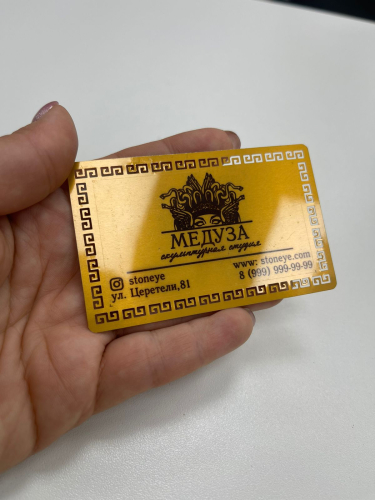 МЕДУЗА
скульптурная студия
www: stoneye.com
stoneye
8 (999) 999-99-99
ул. Церетели,81